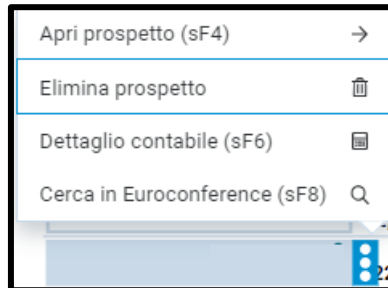 Apri prospetto (sF4)
Elimina prospetto
Dettaglio contabile (sF6)
Cerca in Euroconference (sF8)